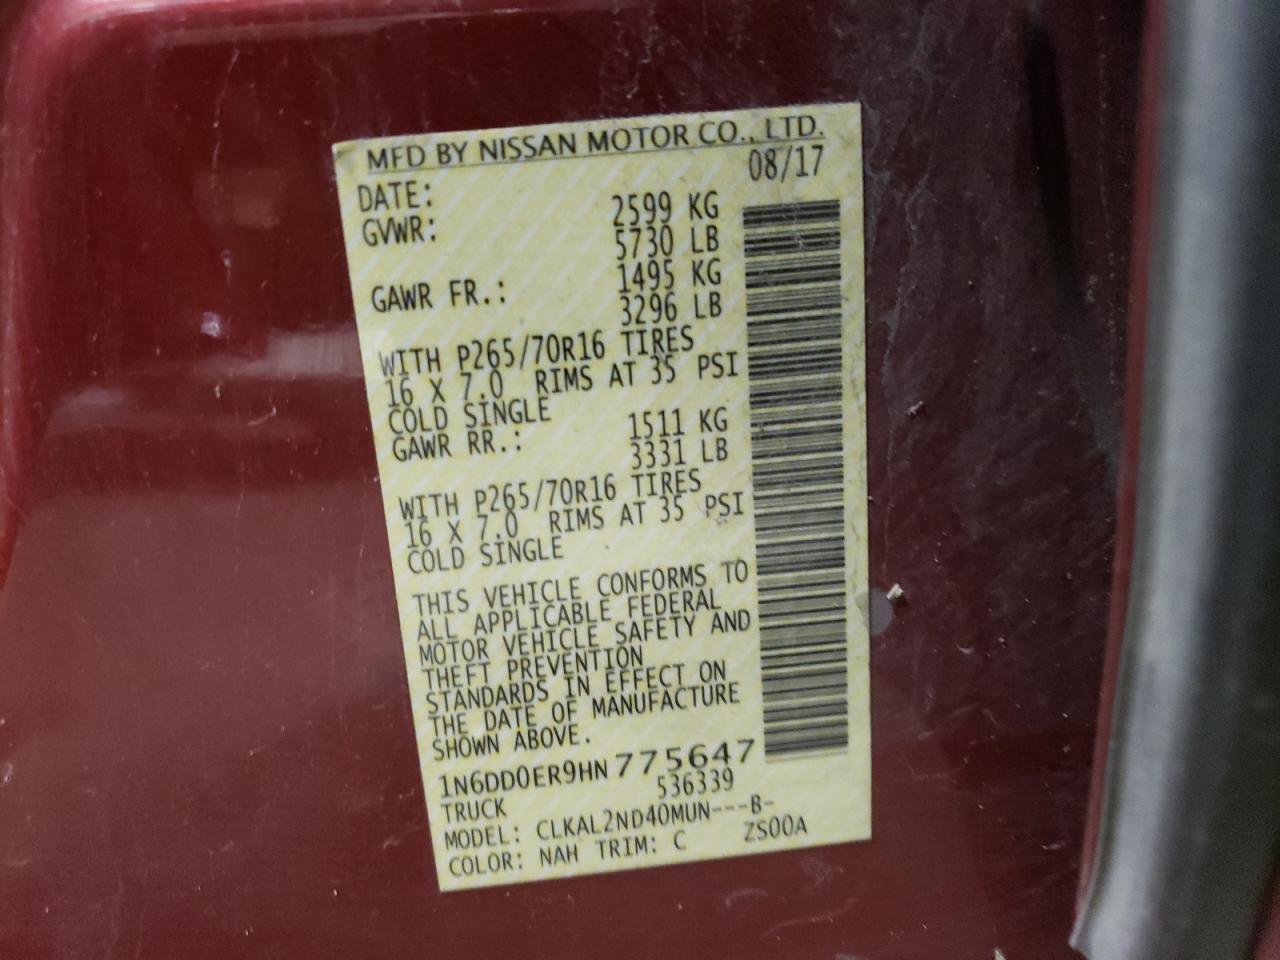 MFD BY NISSAN MOTOR CO., LTD.
DATE: 08/17
GVWR: 2599 KG
5730 LB
GAWR FR.: 1495 KG
3296 LB
WITH P265/70R16 TIRES
16 X 7.0 RIMS AT 35 PSI
COLD SINGLE
GAWR RR.: 1511 KG
3331 LB
WITH P265/70R16 TIRES
16 X 7.0 RIMS AT 35 PSI
COLD SINGLE
THIS VEHICLE CONFORMS TO
ALL APPLICABLE FEDERAL
MOTOR VEHICLE SAFETY AND
THEFT PREVENTION
STANDARDS IN EFFECT ON
THE DATE OF MANUFACTURE
SHOWN ABOVE.
1N6DD0ER9HN775647
TRUCK 536339
MODEL: CLKAL2ND40MUN---B-
COLOR: NAH TRIM: C ZS00A